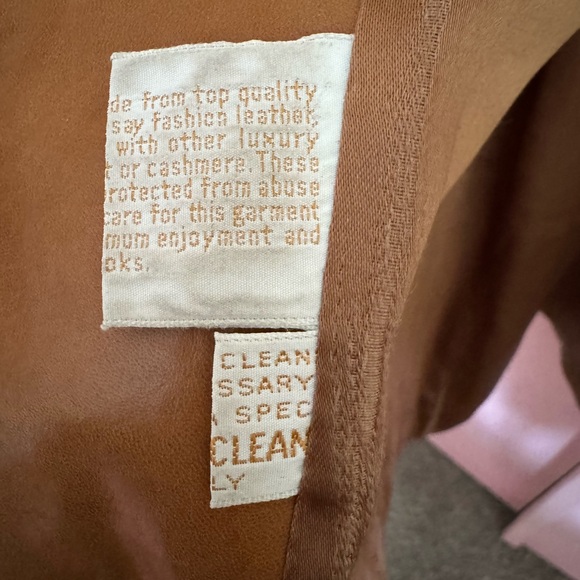 de from top quality
say fashion leather,
with other luxury
t or cashmere. These
rotected from abuse
care for this garment
mum enjoyment and
oks.
CLEAN
SSARY
SPEC
CLEAN
LY